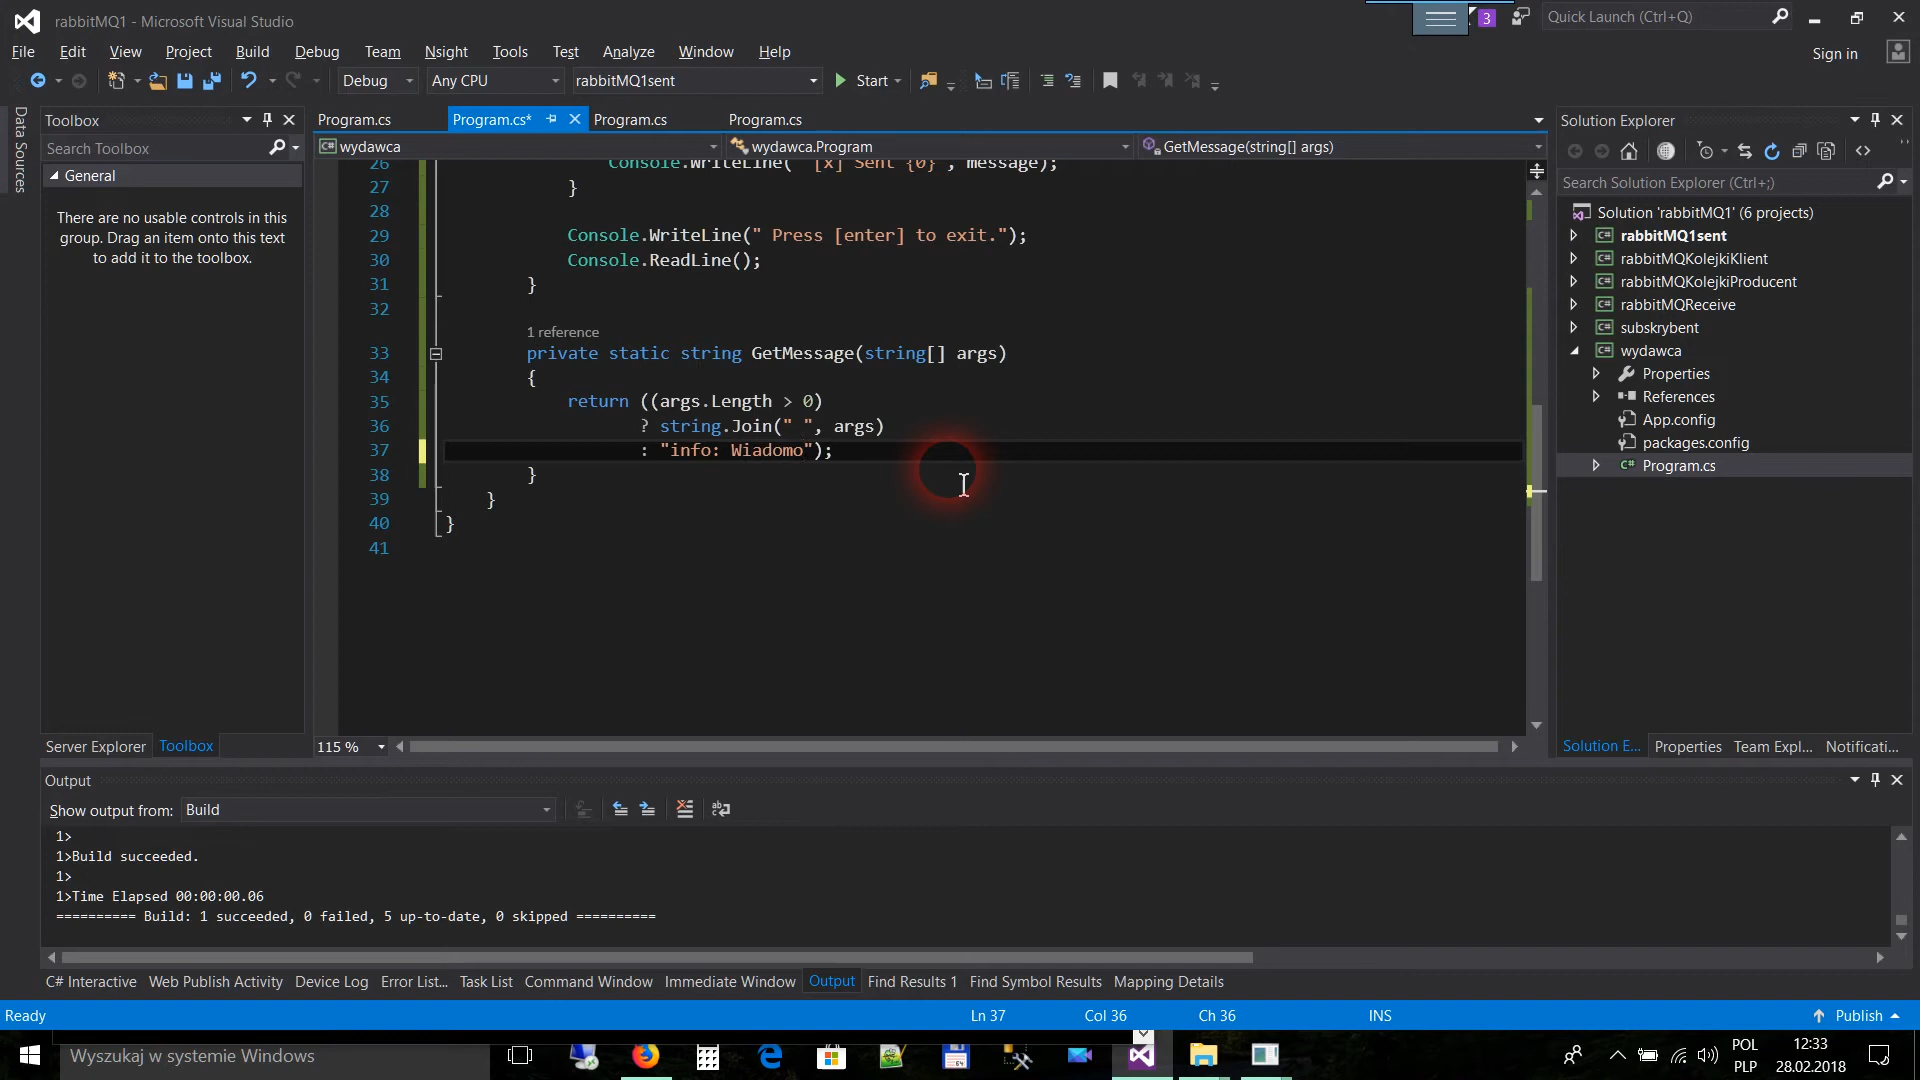 rabbitMQ1 - Microsoft Visual Studio
3
Quick Launch (Ctrl+Q)
File Edit View Project Build Debug Team Nsight Tools Test Analyze Window Help
Sign in
Debug Any CPU rabbitMQ1sent Start
Data Sources
Toolbox
Search Toolbox
General
There are no usable controls in this
group. Drag an item onto this text
to add it to the toolbox.
Server Explorer Toolbox
Program.cs Program.cs* Program.cs Program.cs
wydawca wydawca.Program GetMessage(string[] args)
26 Console.WriteLine(" [x] Sent {0}", message);
27 }
28
29 Console.WriteLine(" Press [enter] to exit.");
30 Console.ReadLine();
31 }
32
1 reference
33 private static string GetMessage(string[] args)
34 {
35 return ((args.Length > 0)
36 ? string.Join(" ", args)
37 : "info: Wiadomo");
38 }
39 }
40 }
41
115 %
Solution Explorer
Search Solution Explorer (Ctrl+;)
Solution 'rabbitMQ1' (6 projects)
rabbitMQ1sent
rabbitMQKolejkiKlient
rabbitMQKolejkiProducent
rabbitMQReceive
subskrybent
wydawca
Properties
References
App.config
packages.config
Program.cs
Solution E... Properties Team Expl... Notificati...
Output
Show output from: Build
1>
1>Build succeeded.
1>
1>Time Elapsed 00:00:00.06
========== Build: 1 succeeded, 0 failed, 5 up-to-date, 0 skipped ==========
C# Interactive Web Publish Activity Device Log Error List... Task List Command Window Immediate Window Output Find Results 1 Find Symbol Results Mapping Details
Ready Ln 37 Col 36 Ch 36 INS Publish
Wyszukaj w systemie Windows
POL
PLP
12:33
28.02.2018